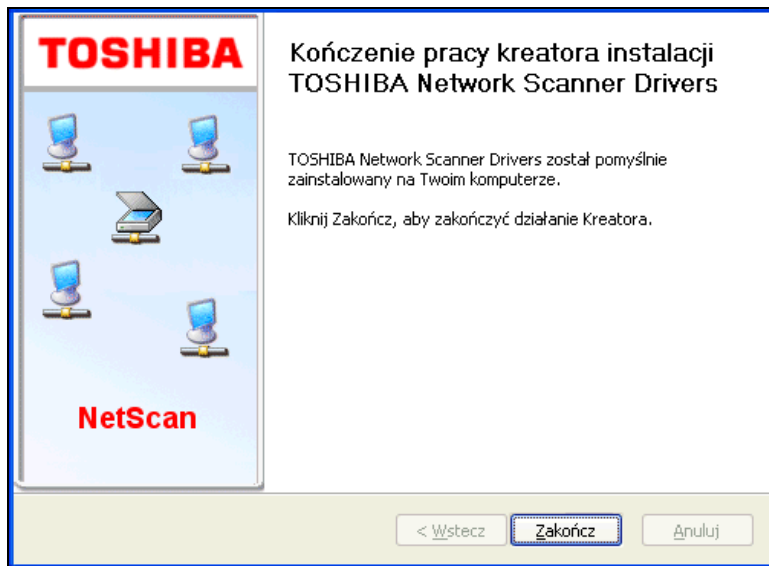 TOSHIBA
NetScan
Kończenie pracy kreatora instalacji
TOSHIBA Network Scanner Drivers
TOSHIBA Network Scanner Drivers został pomyślnie
zainstalowany na Twoim komputerze.
Kliknij Zakończ, aby zakończyć działanie Kreatora.
< Wstecz
Zakończ
Anuluj